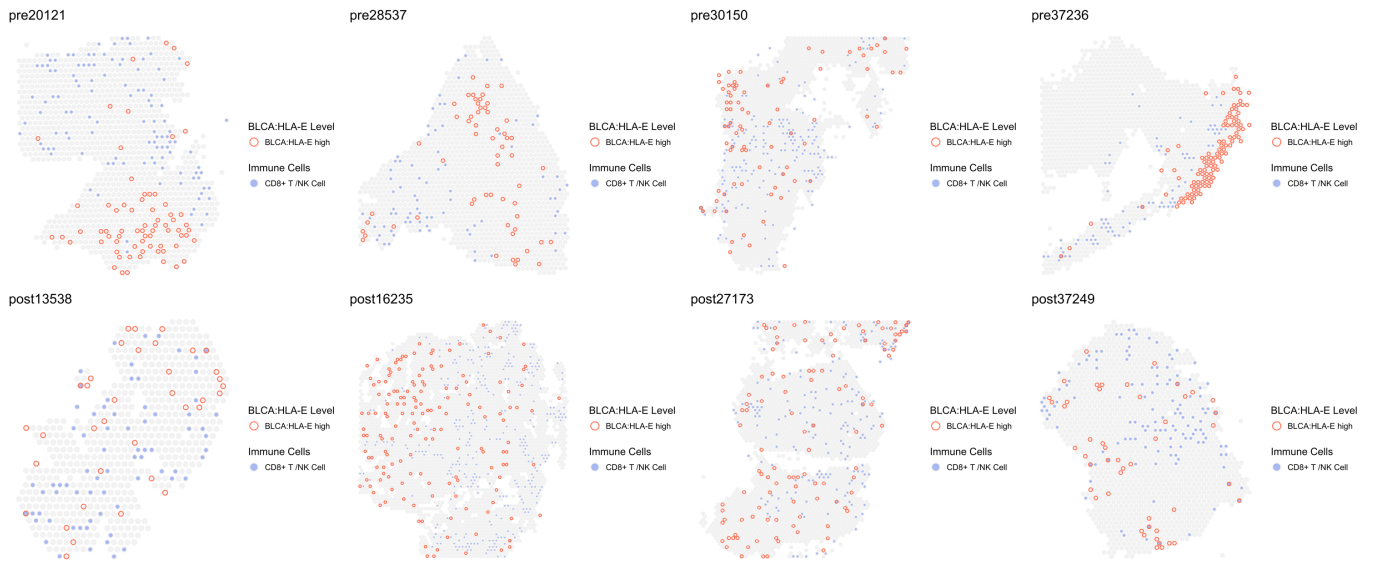 pre20121
BLCA:HLA-E Level
BLCA:HLA-E high
Immune Cells
CD8+ T /NK Cell
pre28537
BLCA:HLA-E Level
BLCA:HLA-E high
Immune Cells
CD8+ T /NK Cell
pre30150
BLCA:HLA-E Level
BLCA:HLA-E high
Immune Cells
CD8+ T /NK Cell
pre37236
BLCA:HLA-E Level
BLCA:HLA-E high
Immune Cells
CD8+ T /NK Cell
post13538
BLCA:HLA-E Level
BLCA:HLA-E high
Immune Cells
CD8+ T /NK Cell
post16235
BLCA:HLA-E Level
BLCA:HLA-E high
Immune Cells
CD8+ T /NK Cell
post27173
BLCA:HLA-E Level
BLCA:HLA-E high
Immune Cells
CD8+ T /NK Cell
post37249
BLCA:HLA-E Level
BLCA:HLA-E high
Immune Cells
CD8+ T /NK Cell